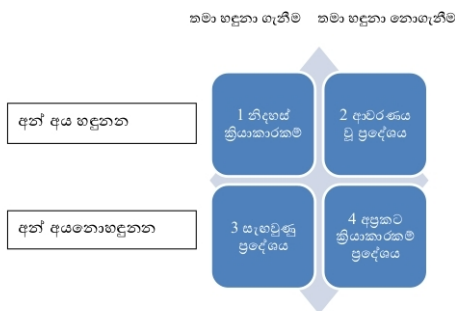 තමා හඳුනා ගැනීම තමා හඳුනා නොගැනීම
අන් අය හඳුනන
1 නිදහස්
ක්‍රියාකාරකම්
2 ආවරණය
වූ ප්‍රදේශය
අන් අයනොහඳුනන
3 සැඟවුණු
ප්‍රදේශය
4 අප්‍රකට
ක්‍රියාකාරකම්
ප්‍රදේශය